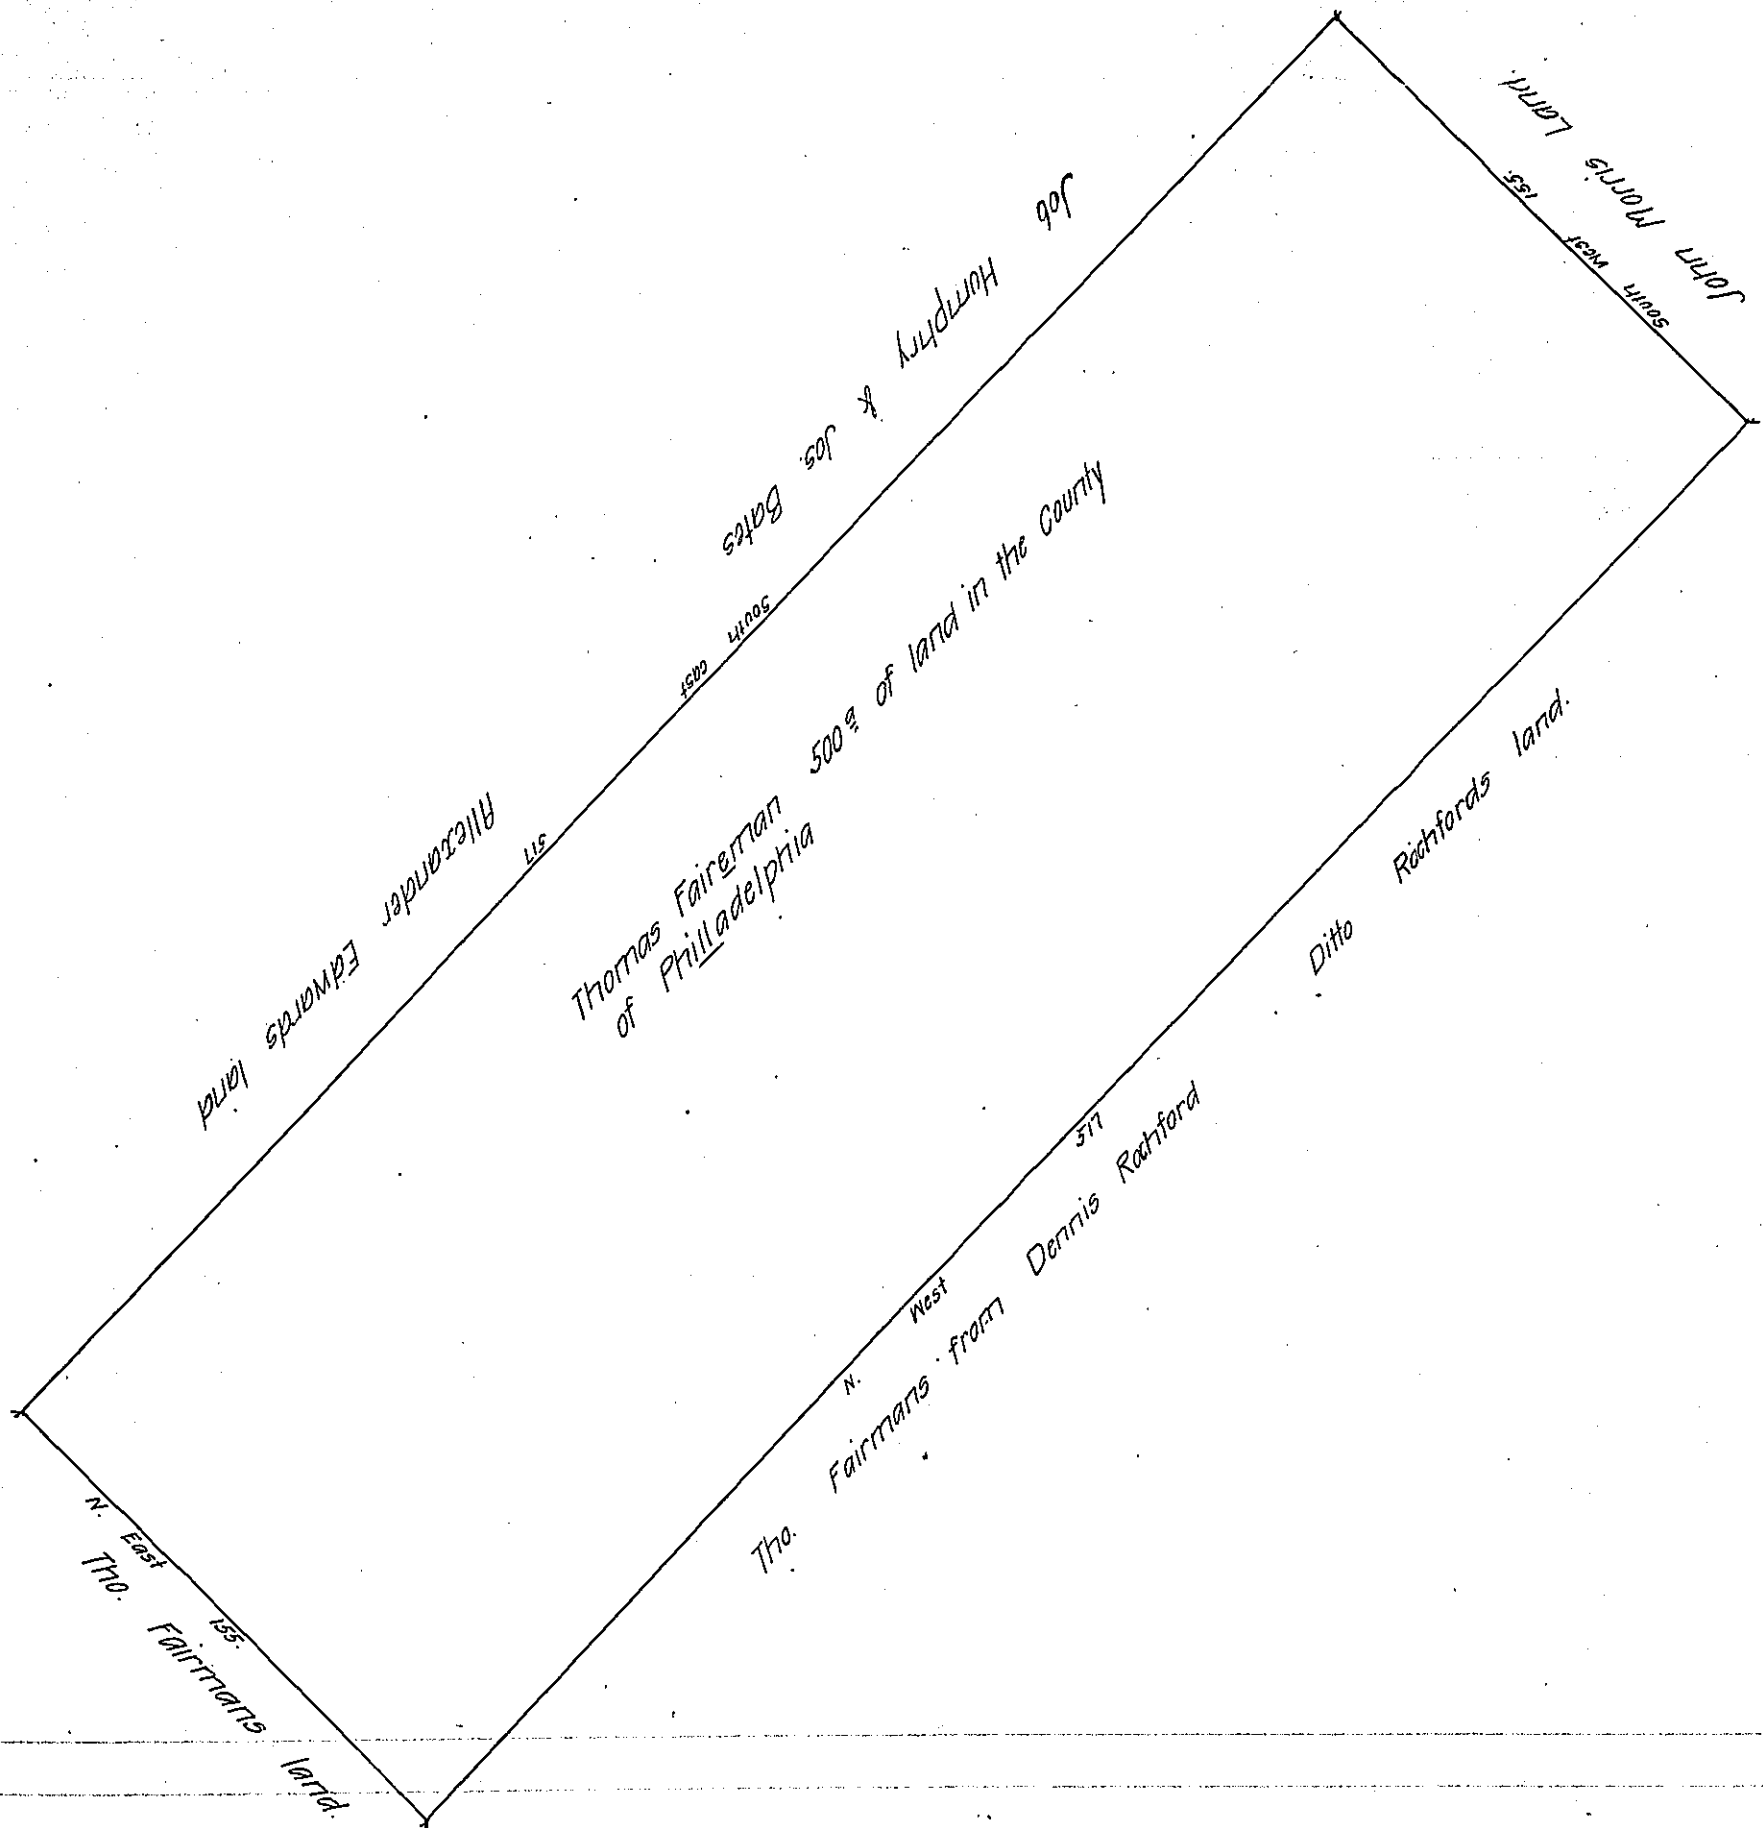 Thomas Faireman 500a of land in the County
of Philladelphia
Job Humphry & Jos. Bates
South east 517
Allexander Edwards land
John Morris Land.
South West 155.
Ditto Rochfords land.
Tho. Fairmans from Dennis Rochford
N. West 517
N. East 155.
Tho. Fairmans land.